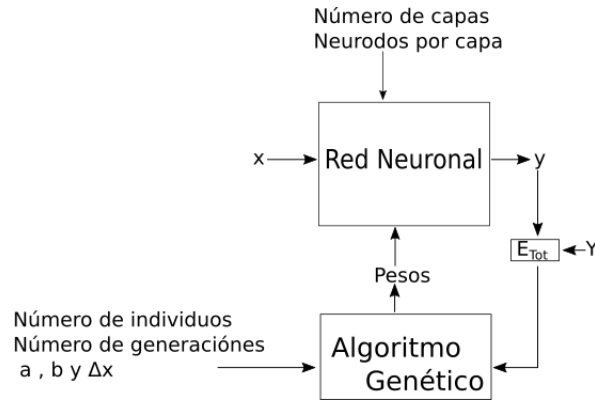 Número de capas
Neurodos por capa
x
Red Neuronal
y
E_Tot
Y
Pesos
Número de individuos
Número de generaciónes
a , b y Δx
Algoritmo
Genético